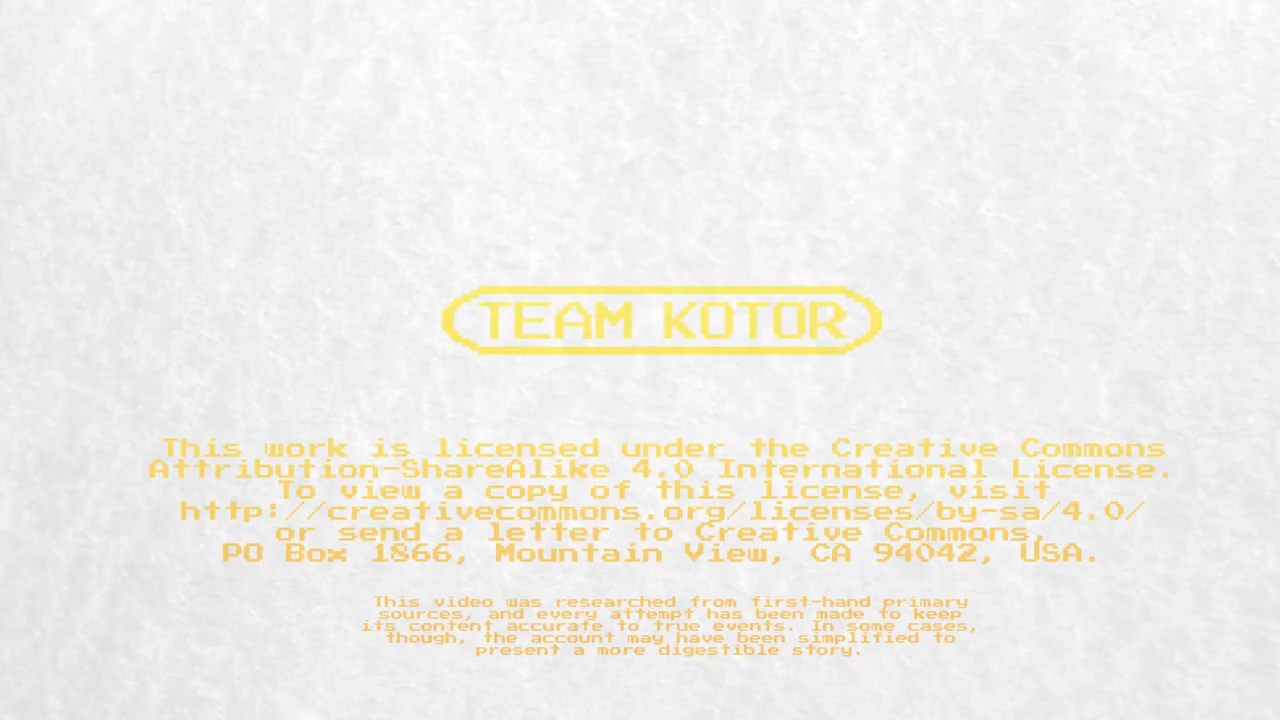 TEAM KOTOR
This work is licensed under the Creative Commons
Attribution-ShareAlike 4.0 International License.
To view a copy of this license, visit
http://creativecommons.org/licenses/by-sa/4.0/
or send a letter to Creative Commons,
PO Box 1866, Mountain View, CA 94042, USA.
This video was researched from first-hand primary
sources, and every attempt has been made to keep
its content accurate to true events. In some cases,
though, the account may have been simplified to
present a more digestible story.